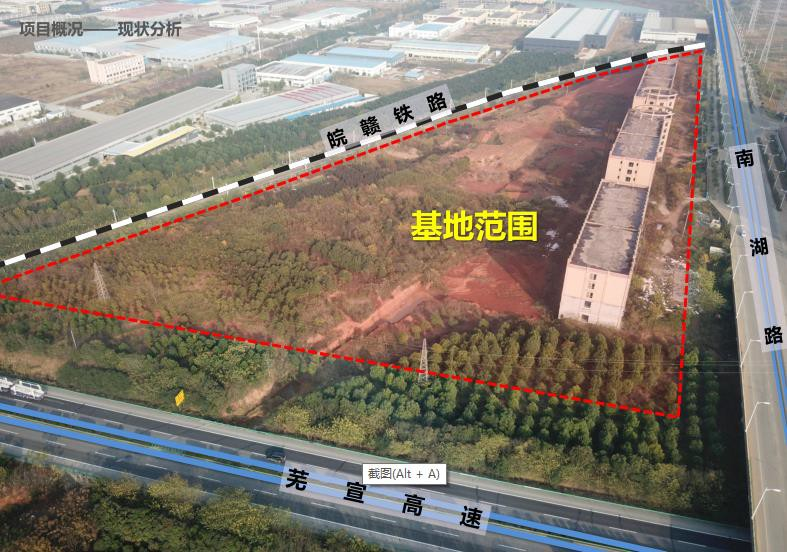 项目概况——现状分析
皖赣铁路
南湖路
基地范围
截图(Alt + A)
芜宣高速